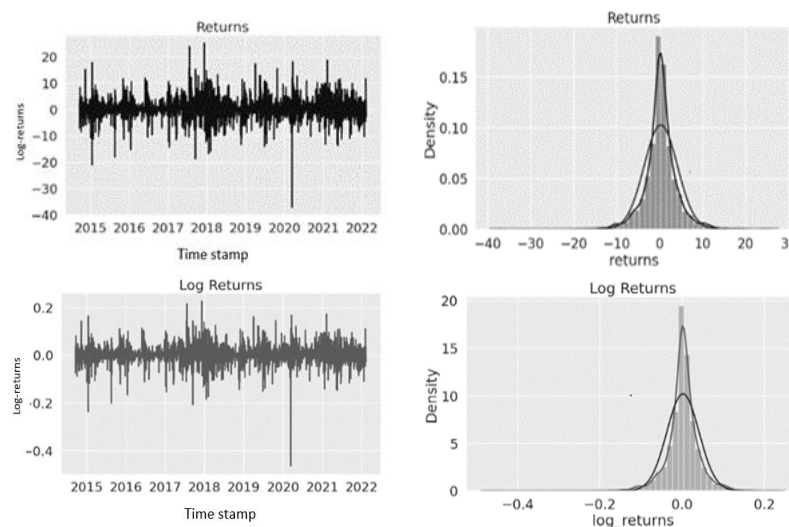 Returns
Log-returns
20
10
0
−10
−20
−30
−40
2015 2016 2017 2018 2019 2020 2021 2022
Time stamp
Returns
Density
0.15
0.10
0.05
0.00
−40 −30 −20 −10 0 10 20 3
returns
Log Returns
Log-returns
0.2
0.0
-0.2
−0.4
2015 2016 2017 2018 2019 2020 2021 2022
Time stamp
Log Returns
Density
20
15
10
5
0
−0.4 −0.2 0.0 0.2
log_returns